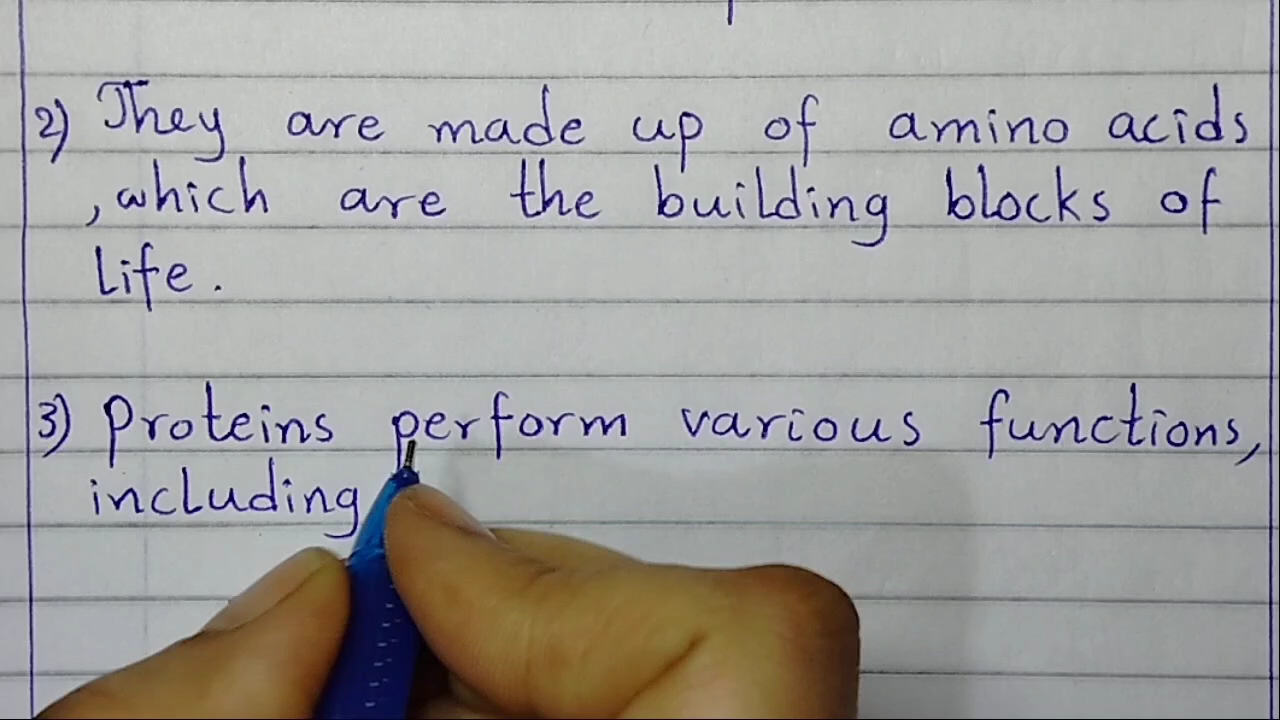 2) They are made up of amino acids
, which are the building blocks of
life.
3) Proteins perform various functions,
including